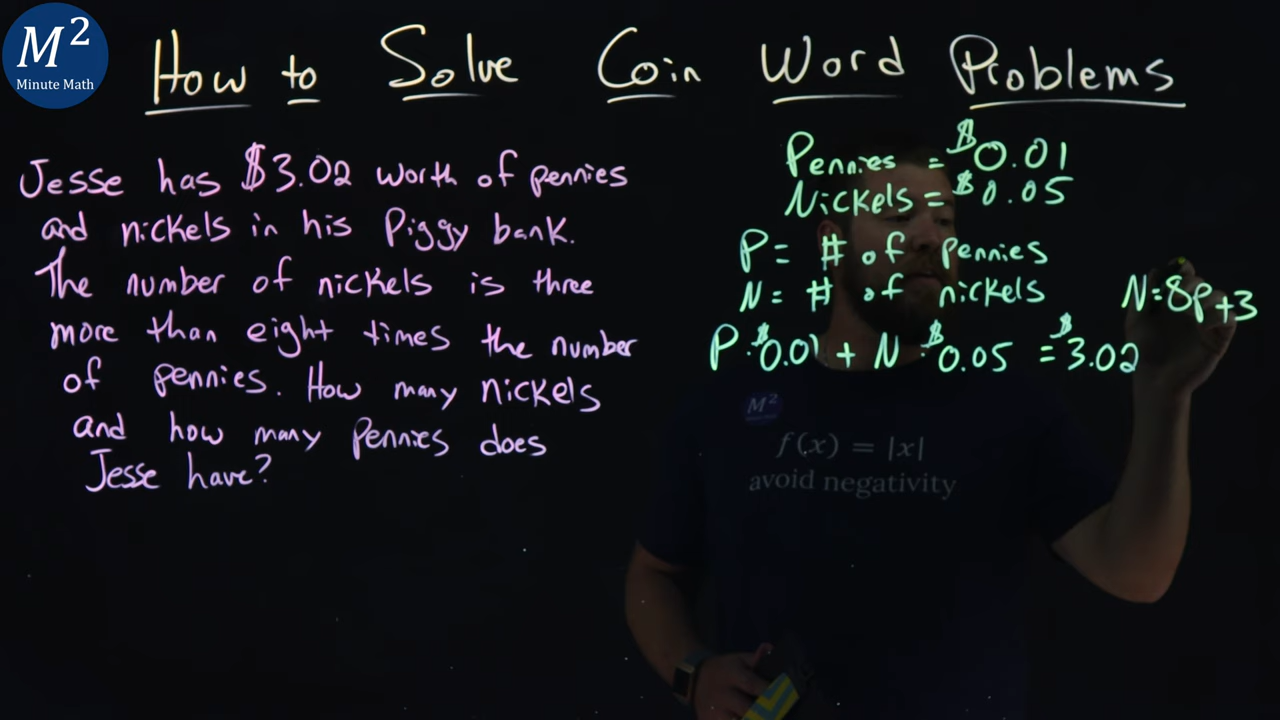 M²
Minute Math
How to Solve Coin Word Problems
Jesse has $3.02 worth of pennies
and nickels in his Piggy bank.
The number of nickels is three
more than eight times the number
of pennies. How many nickels
and how many Pennies does
Jesse have?
Pennies = $0.01
Nickels = $0.05
P = # of pennies
N = # of nickels
N=8P+3
P·$0.01 + N·$0.05 = $3.02
M²
f(x) = |x|
avoid negativity